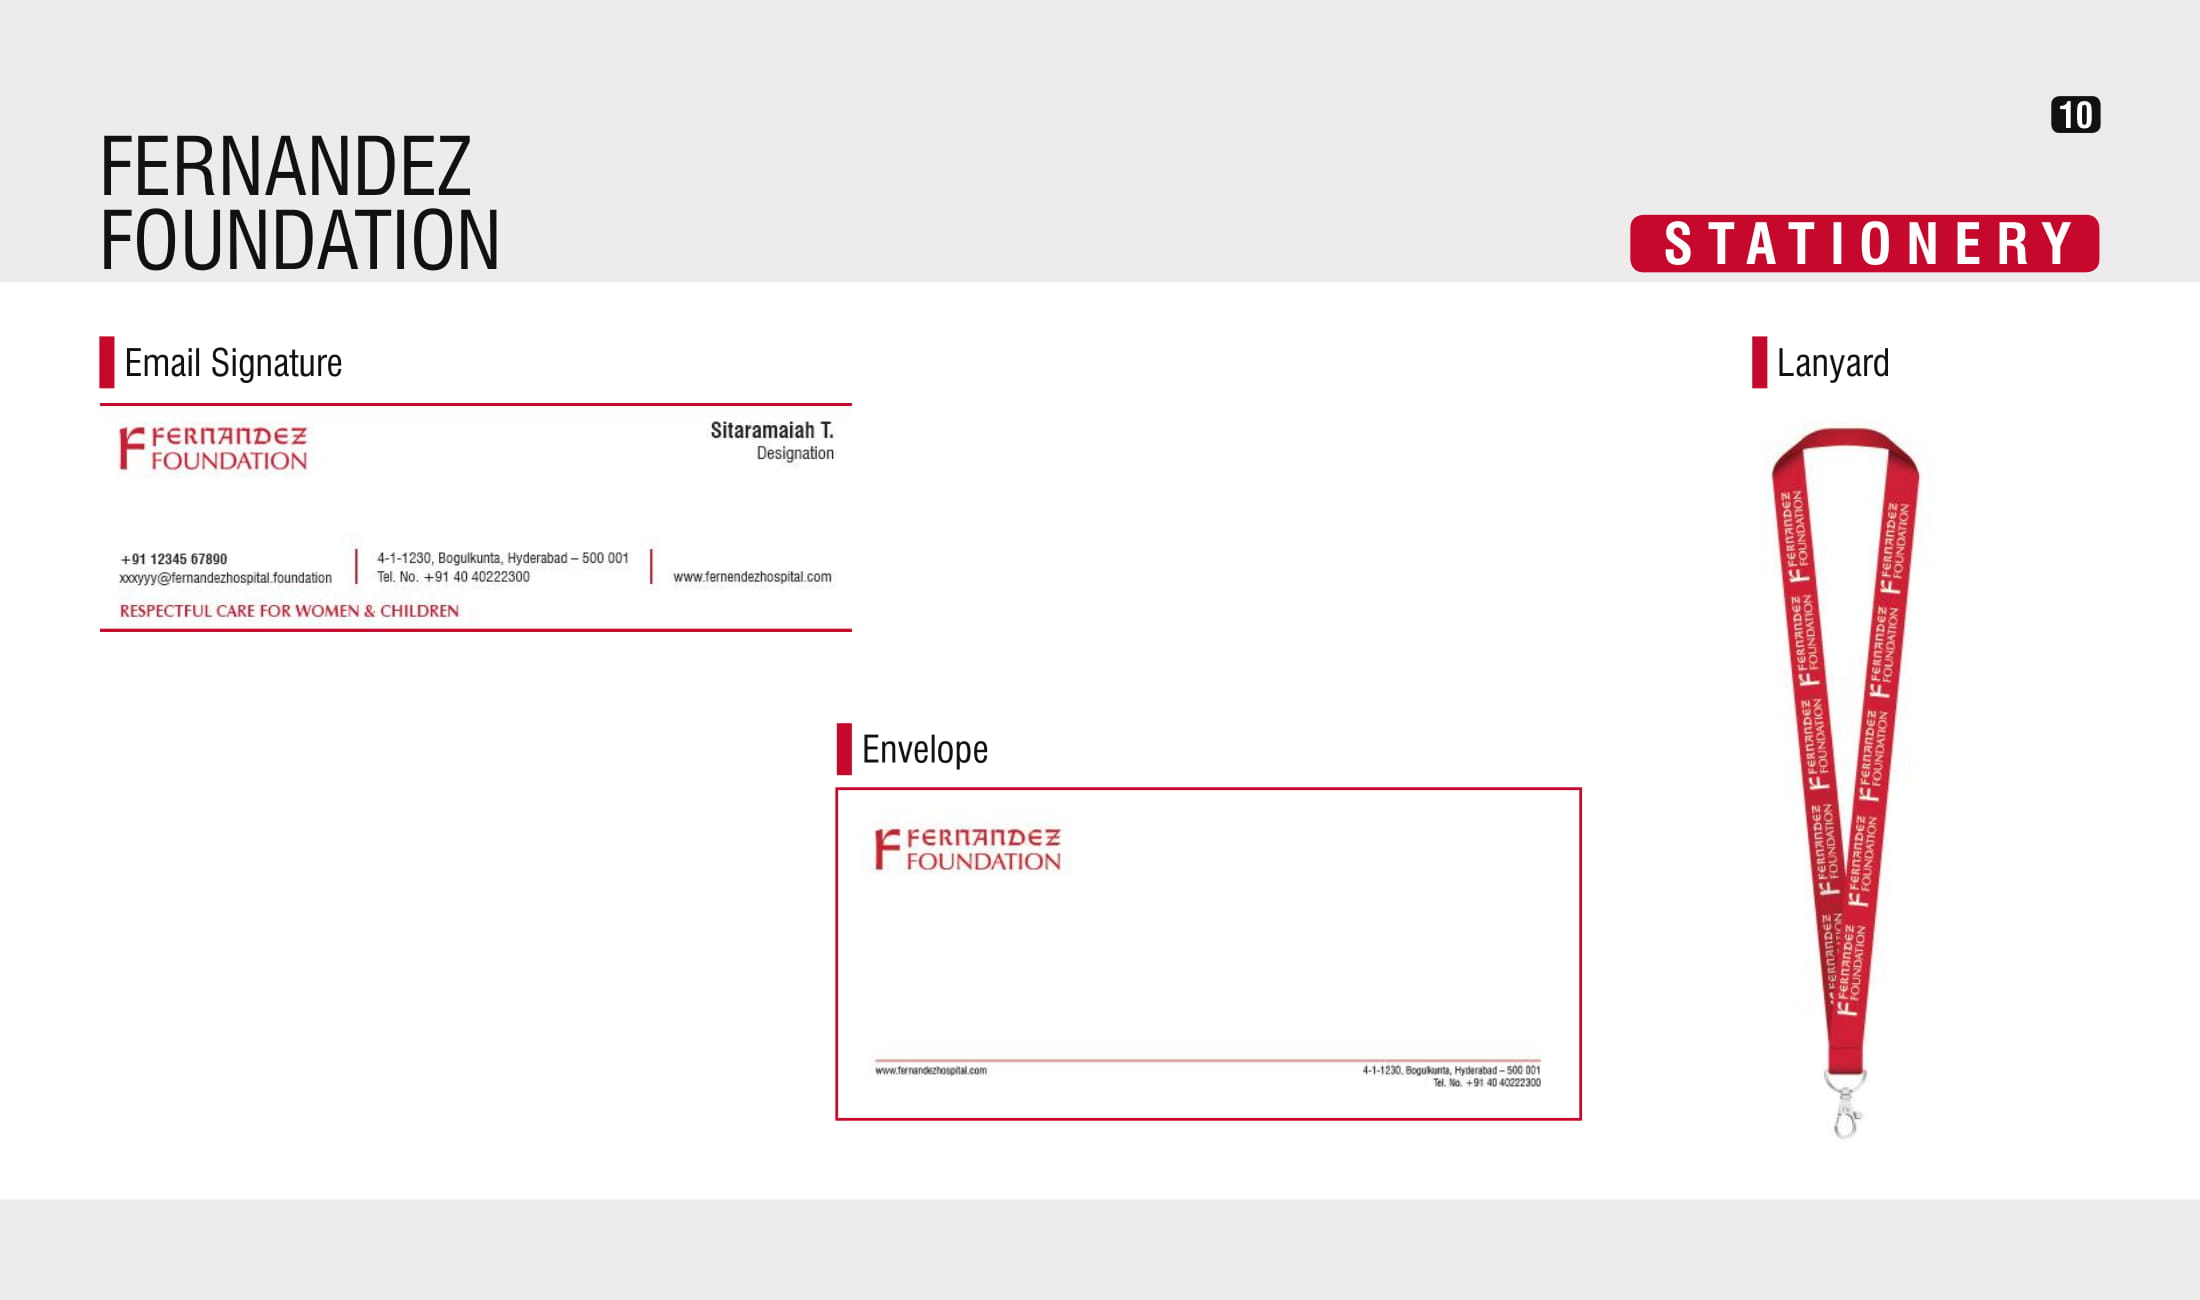 10
FERNANDEZ
FOUNDATION
STATIONERY
Email Signature
F FERNANDEZ
FOUNDATION
Sitaramaiah T.
Designation
+91 12345 67890
xxxyyy@fernandezhospital.foundation
4-1-1230, Bogulkunta, Hyderabad – 500 001
Tel. No. +91 40 40222300
www.fernendezhospital.com
RESPECTFUL CARE FOR WOMEN & CHILDREN
Envelope
F FERNANDEZ
FOUNDATION
www.fernandezhospital.com
4-1-1230, Bogulkunta, Hyderabad – 500 001
Tel. No. +91 40 40222300
Lanyard
F FERNANDEZ
FOUNDATION
F FERNANDEZ
FOUNDATION
F FERNANDEZ
FOUNDATION
F FERNANDEZ
FOUNDATION
FERNANDEZ
F FERNANDEZ
FOUNDATION
F FERNANDEZ
FOUNDATION
F FERNANDEZ
FOUNDATION
F FERNANDEZ
FOUNDATION
F FERNANDEZ
FOUNDATION